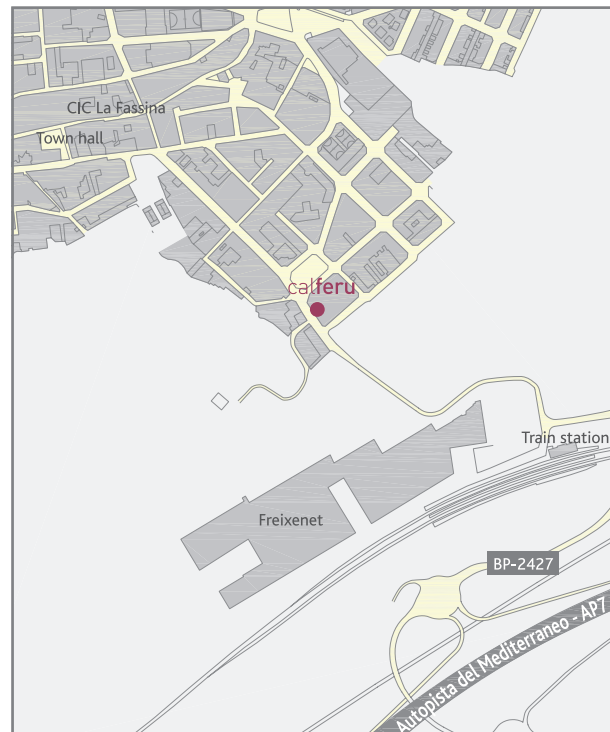 CIC La Fassina
Town hall
calferu
Train station
Freixenet
BP-2427
Autopista del Mediterraneo - AP7